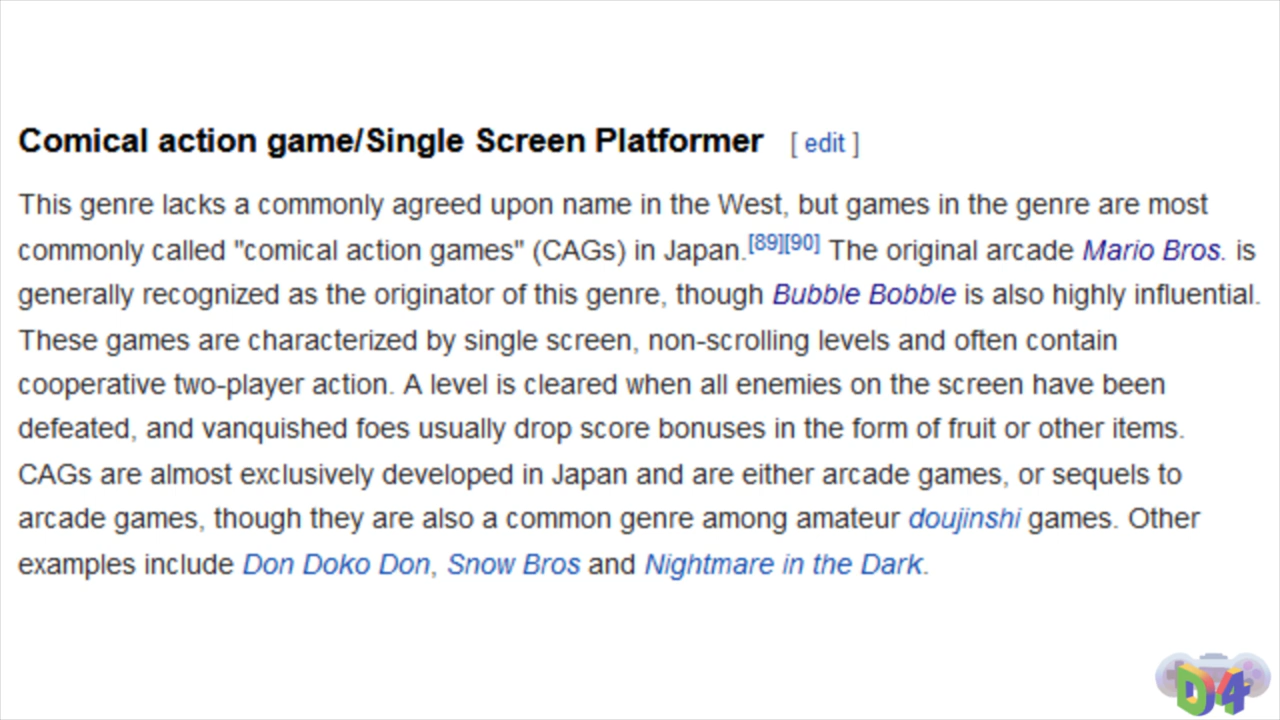 Comical action game/Single Screen Platformer [ edit ]
This genre lacks a commonly agreed upon name in the West, but games in the genre are most
commonly called "comical action games" (CAGs) in Japan.[89][90] The original arcade Mario Bros. is
generally recognized as the originator of this genre, though Bubble Bobble is also highly influential.
These games are characterized by single screen, non-scrolling levels and often contain
cooperative two-player action. A level is cleared when all enemies on the screen have been
defeated, and vanquished foes usually drop score bonuses in the form of fruit or other items.
CAGs are almost exclusively developed in Japan and are either arcade games, or sequels to
arcade games, though they are also a common genre among amateur doujinshi games. Other
examples include Don Doko Don, Snow Bros and Nightmare in the Dark.
D4